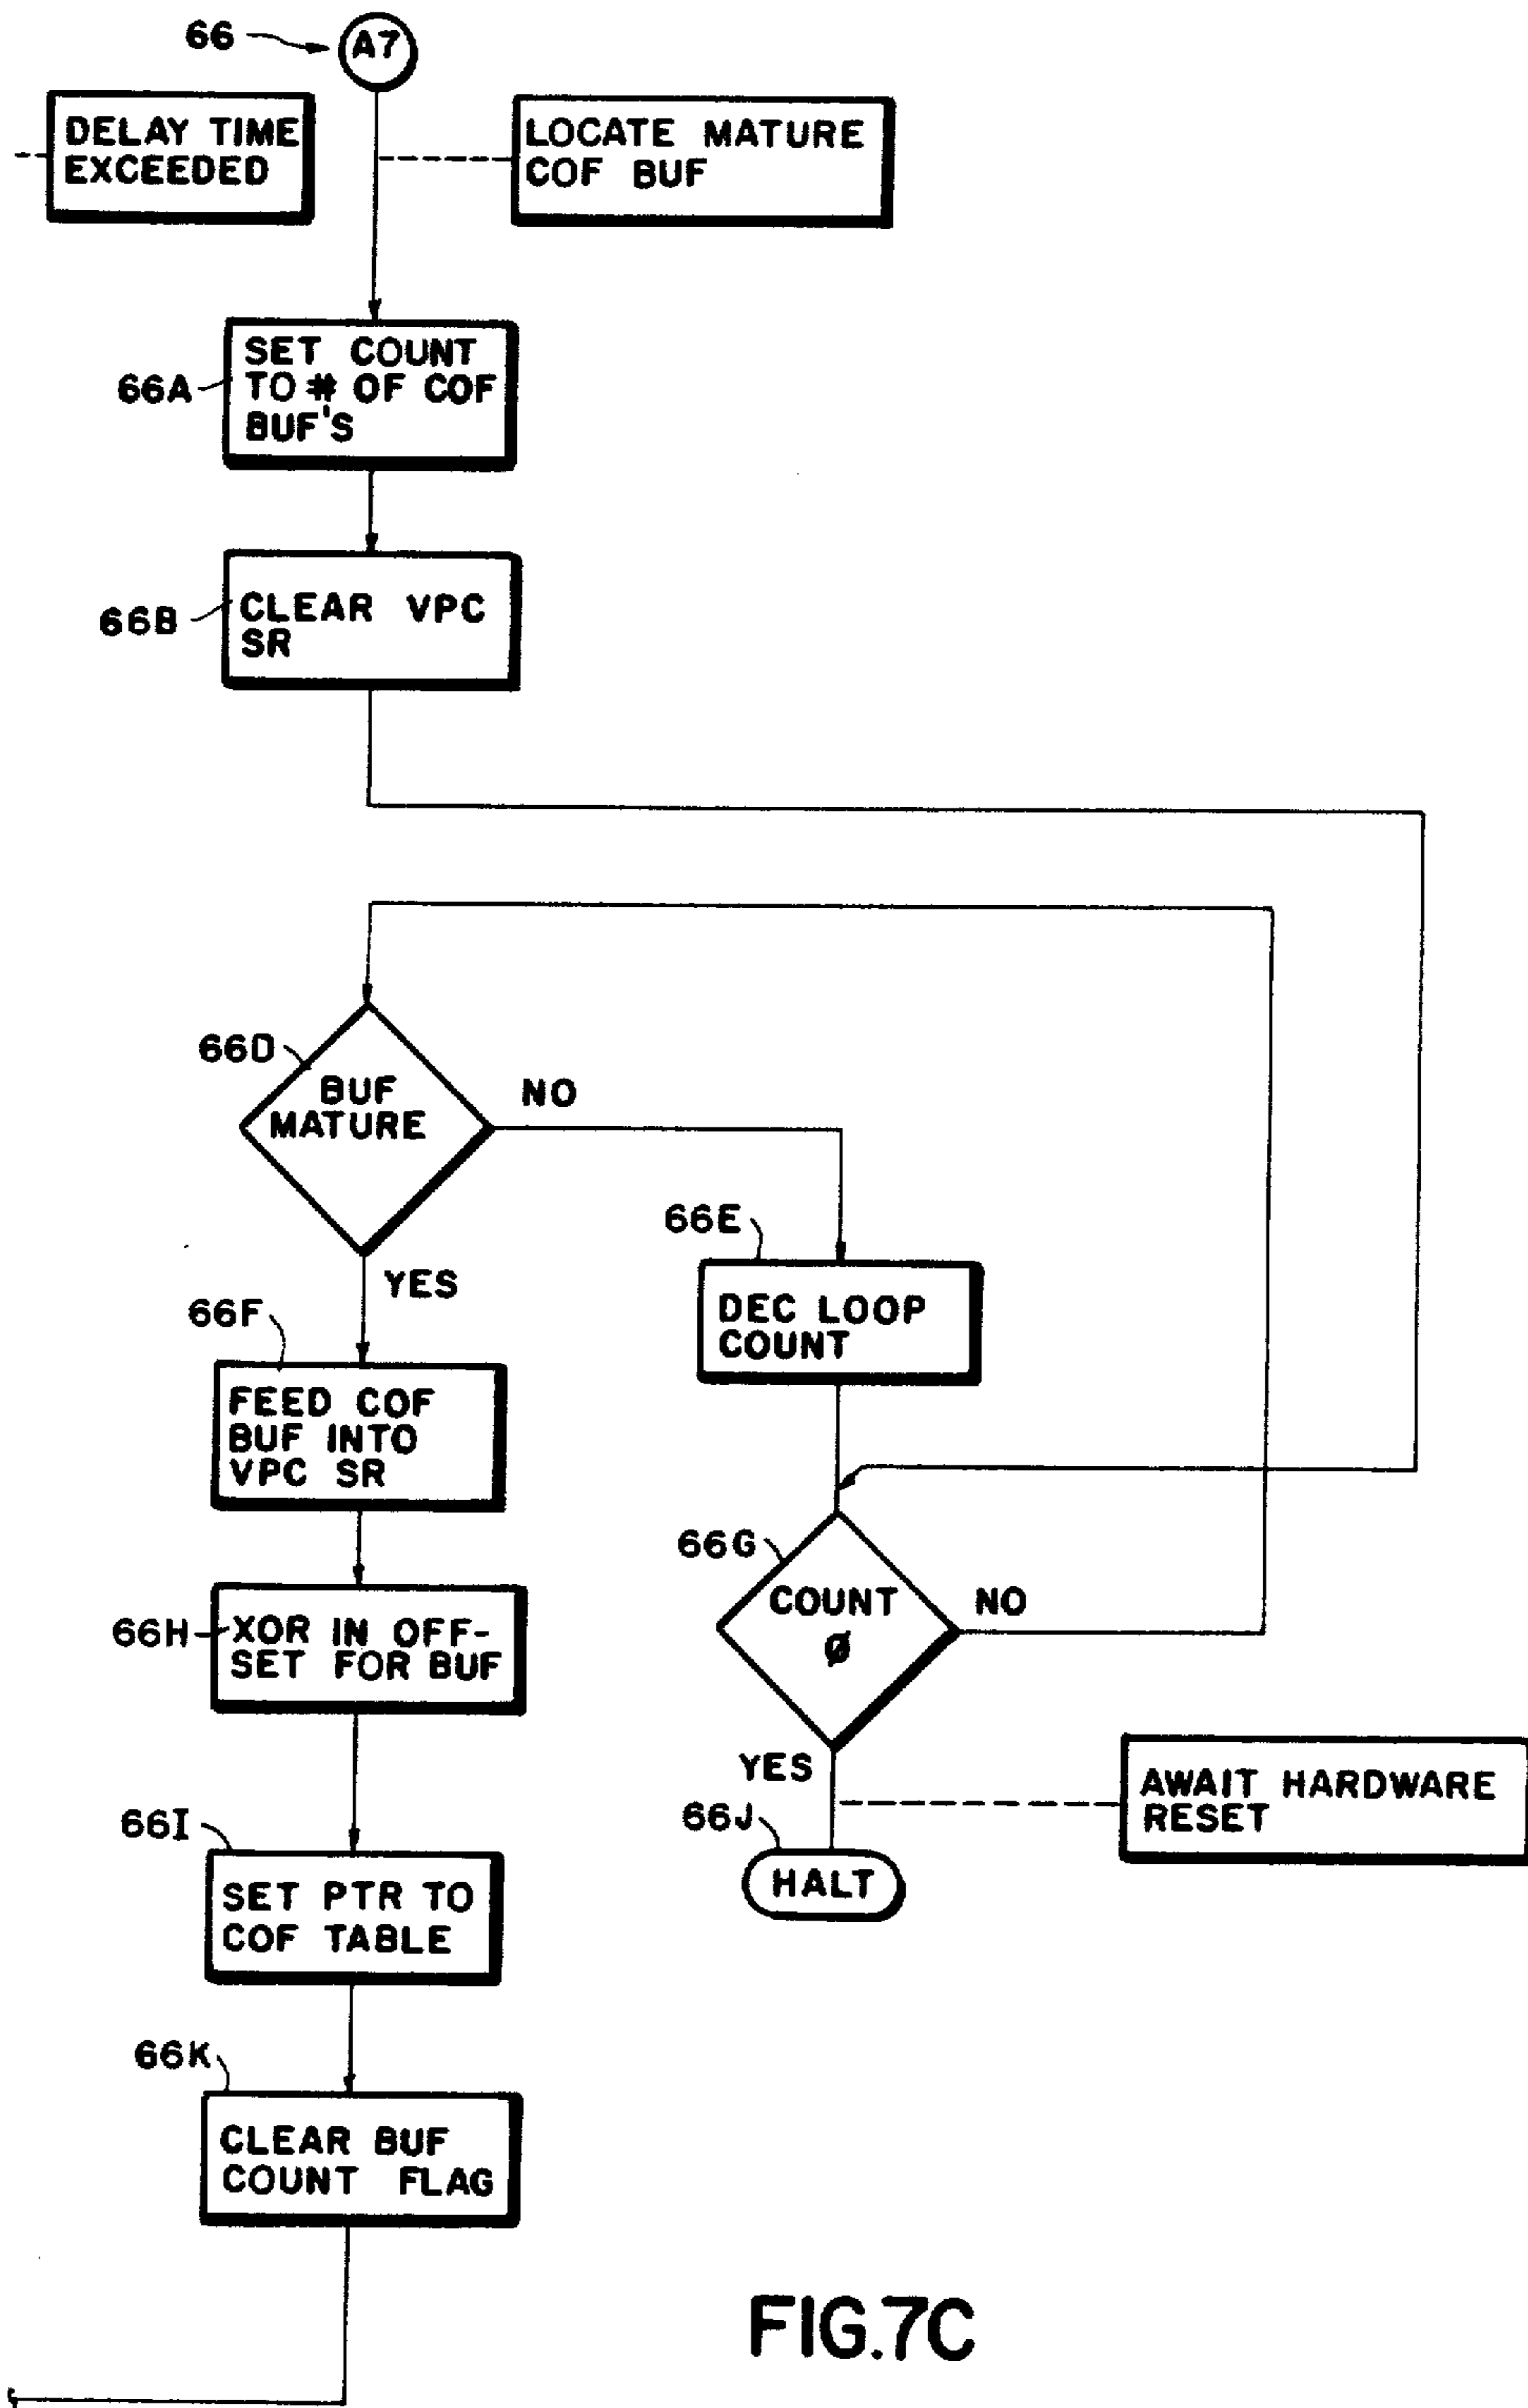 66
A7
DELAY TIME
EXCEEDED
LOCATE MATURE
COF BUF
66A
SET COUNT
TO # OF COF
BUF'S
66B
CLEAR VPC
SR
66D
BUF
MATURE
NO
YES
66E
DEC LOOP
COUNT
66F
FEED COF
BUF INTO
VPC SR
66G
COUNT
Ø
NO
YES
66H
XOR IN OFF-
SET FOR BUF
AWAIT HARDWARE
RESET
66I
SET PTR TO
COF TABLE
66J
HALT
66K
CLEAR BUF
COUNT FLAG
FIG.7C